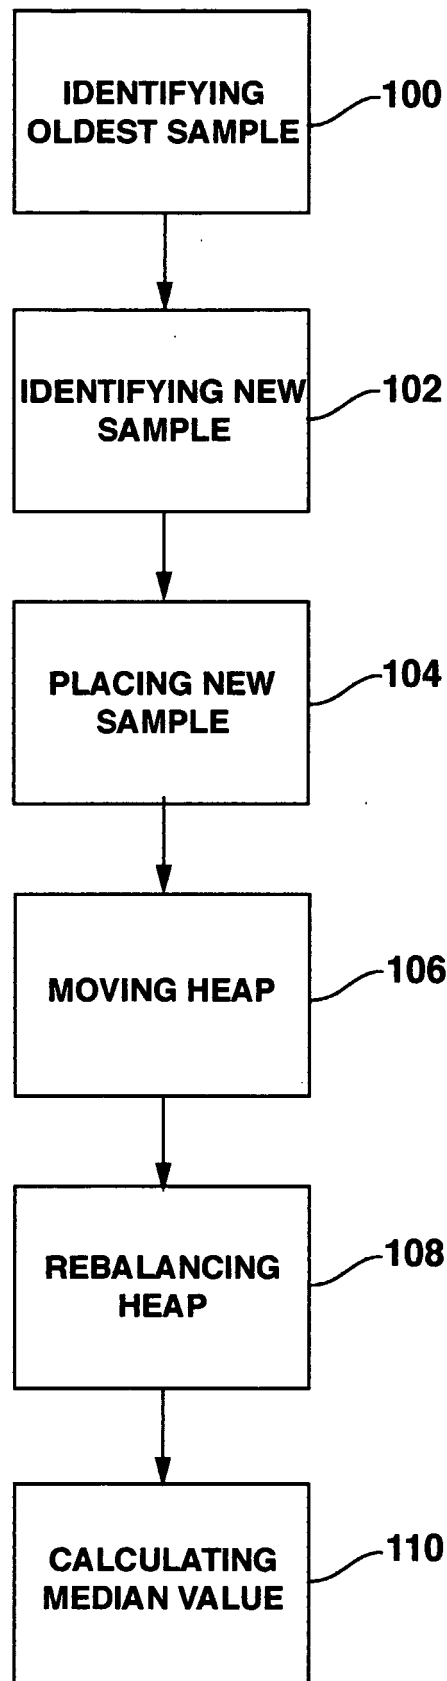 IDENTIFYING
OLDEST SAMPLE
100
IDENTIFYING NEW
SAMPLE
102
PLACING NEW
SAMPLE
104
MOVING HEAP
106
REBALANCING
HEAP
108
CALCULATING
MEDIAN VALUE
110